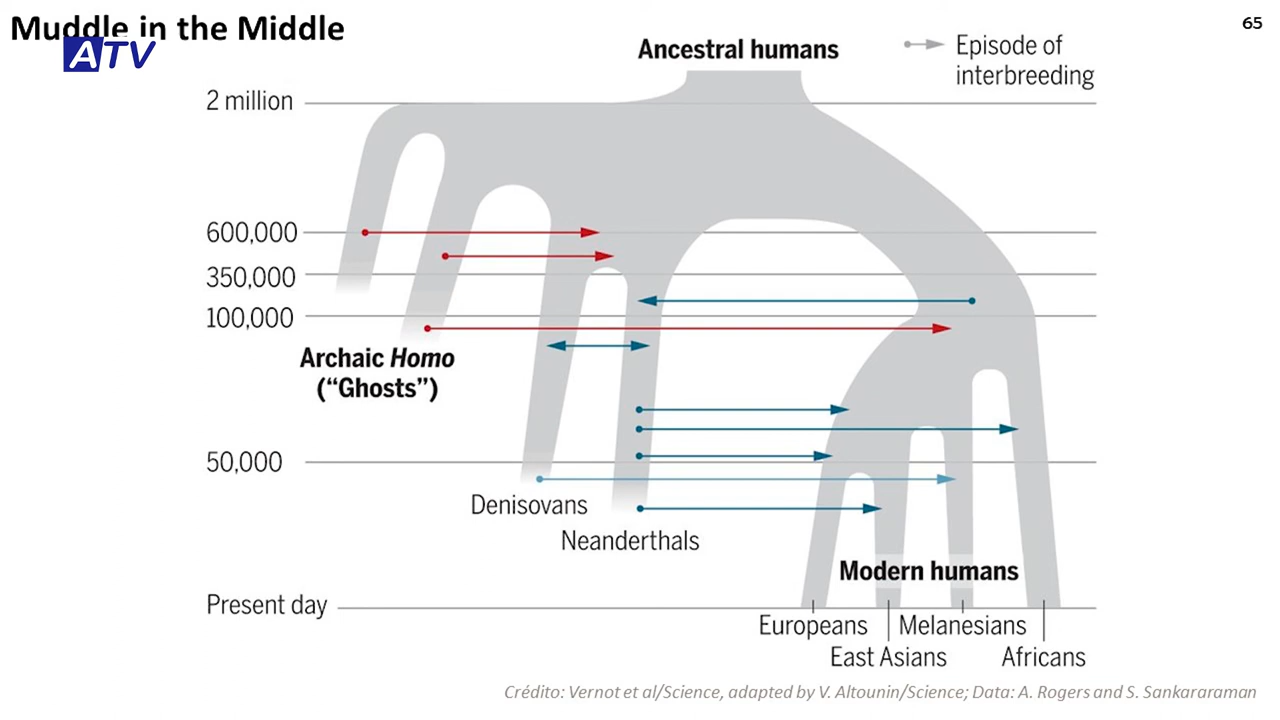 Muddle in the Middle
65
ATV
Ancestral humans
Episode of
interbreeding
2 million
600,000
350,000
100,000
Archaic Homo
(“Ghosts”)
50,000
Denisovans
Neanderthals
Modern humans
Present day
Europeans
Melanesians
East Asians
Africans
Crédito: Vernot et al/Science, adapted by V. Altounin/Science; Data: A. Rogers and S. Sankararaman